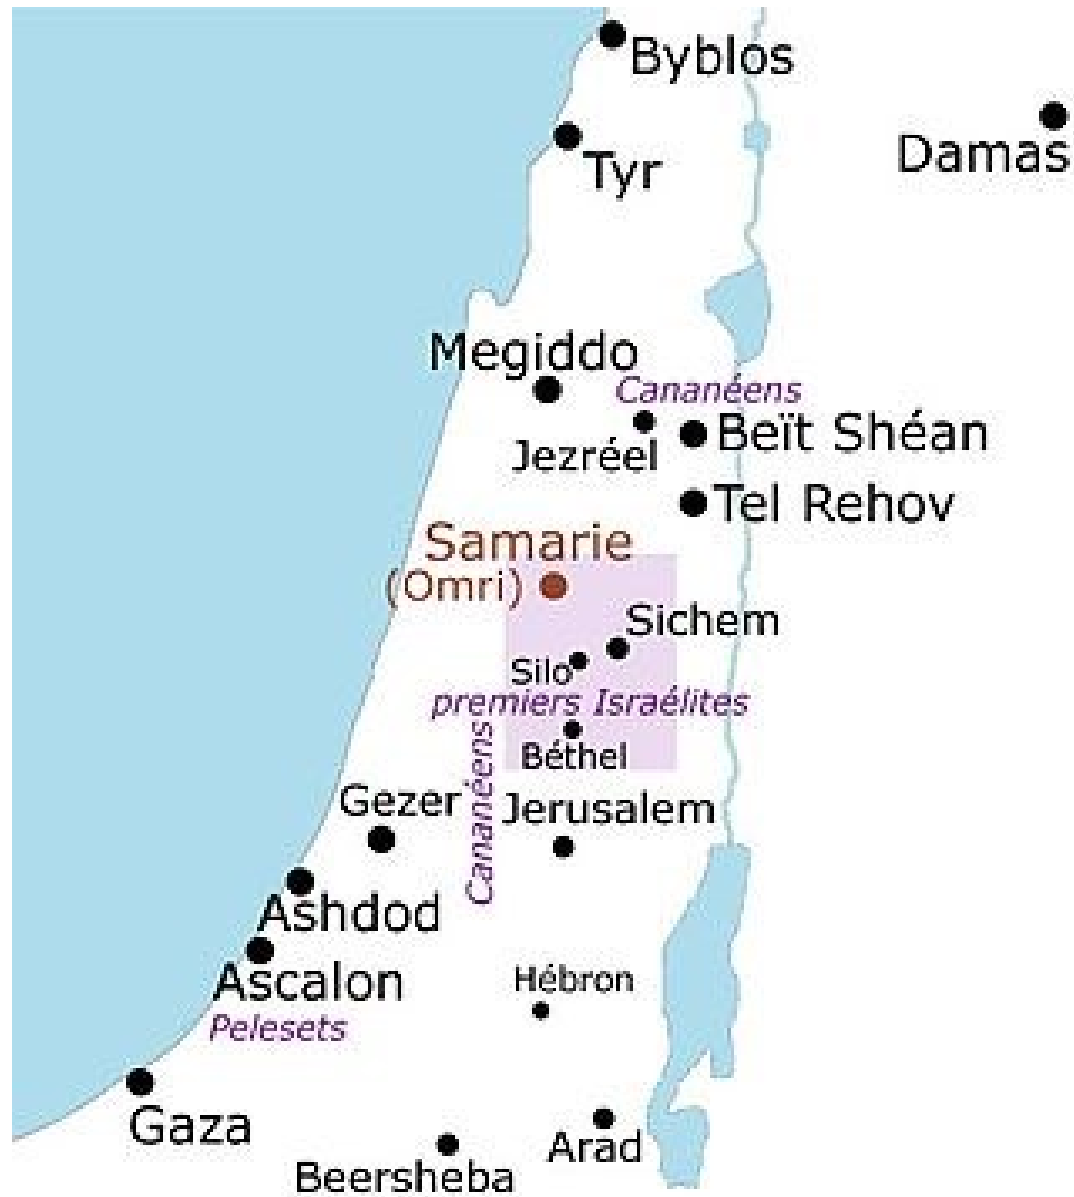 Byblos
Damas
Tyr
Megiddo
Cananéens
Jezréel
Beït Shéan
Tel Rehov
Samarie
(Omri)
Sichem
Silo
premiers Israélites
Béthel
Cananéens
Gezer
Jerusalem
Ashdod
Ascalon
Hébron
Pelesets
Gaza
Arad
Beersheba